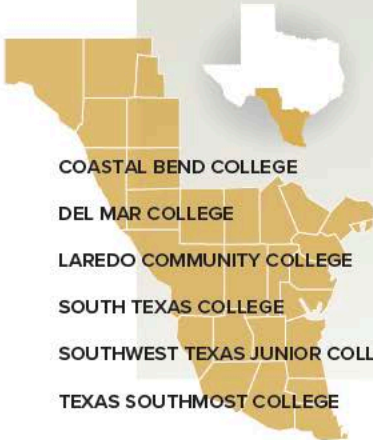 COASTAL BEND COLLEGE
DEL MAR COLLEGE
LAREDO COMMUNITY COLLEGE
SOUTH TEXAS COLLEGE
SOUTHWEST TEXAS JUNIOR COLL
TEXAS SOUTHMOST COLLEGE